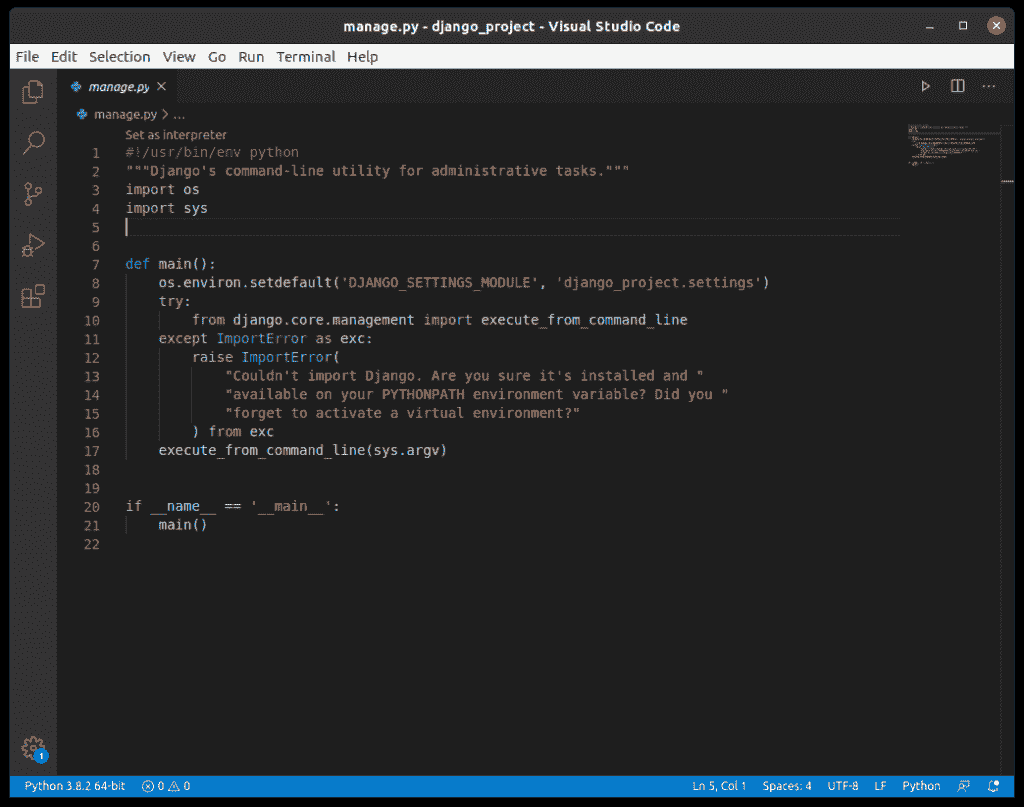 manage.py - django_project - Visual Studio Code
File Edit Selection View Go Run Terminal Help
manage.py
manage.py > ...
Set as interpreter
1 #!/usr/bin/env python
2 """Django's command-line utility for administrative tasks."""
3 import os
4 import sys
5
6
7 def main():
8     os.environ.setdefault('DJANGO_SETTINGS_MODULE', 'django_project.settings')
9     try:
10         from django.core.management import execute_from_command_line
11     except ImportError as exc:
12         raise ImportError(
13             "Couldn't import Django. Are you sure it's installed and "
14             "available on your PYTHONPATH environment variable? Did you "
15             "forget to activate a virtual environment?"
16         ) from exc
17     execute_from_command_line(sys.argv)
18
19
20 if __name__ == '__main__':
21     main()
22
1
Python 3.8.2 64-bit 0 0 Ln 5, Col 1 Spaces: 4 UTF-8 LF Python